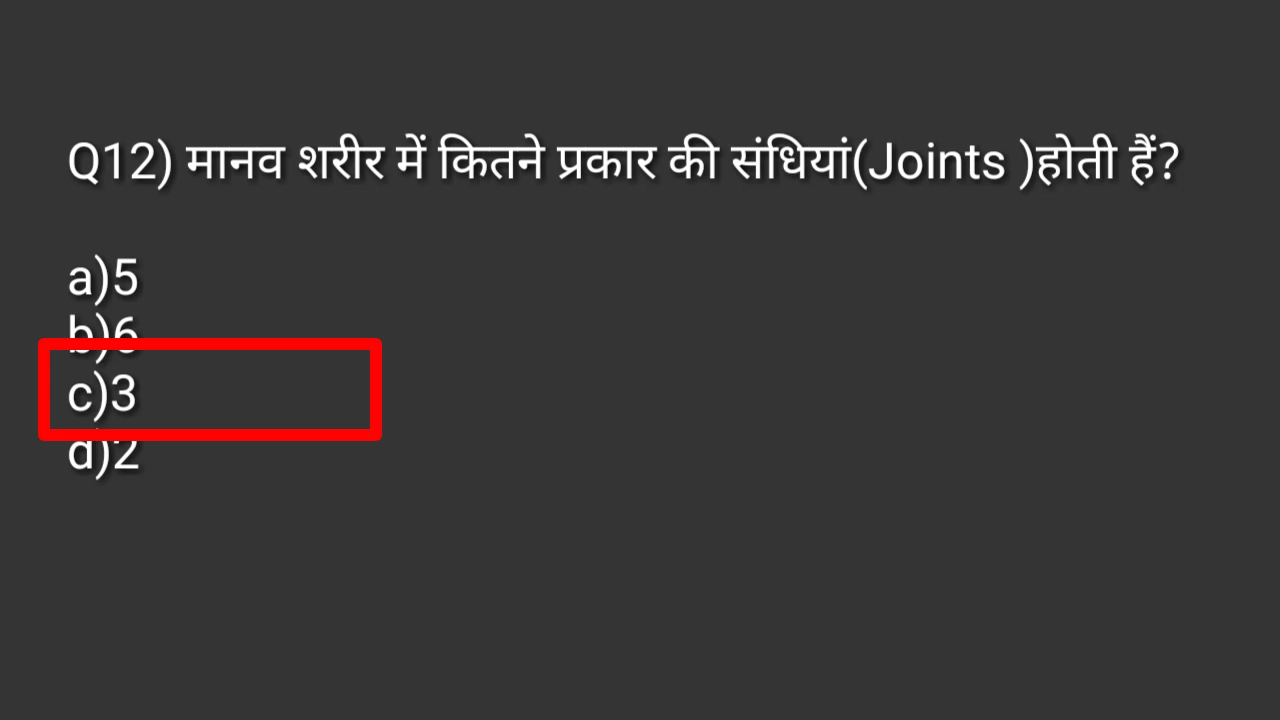 Q12) मानव शरीर में कितने प्रकार की संधियां(Joints )होती हैं?
a)5
b)6
c)3
d)2